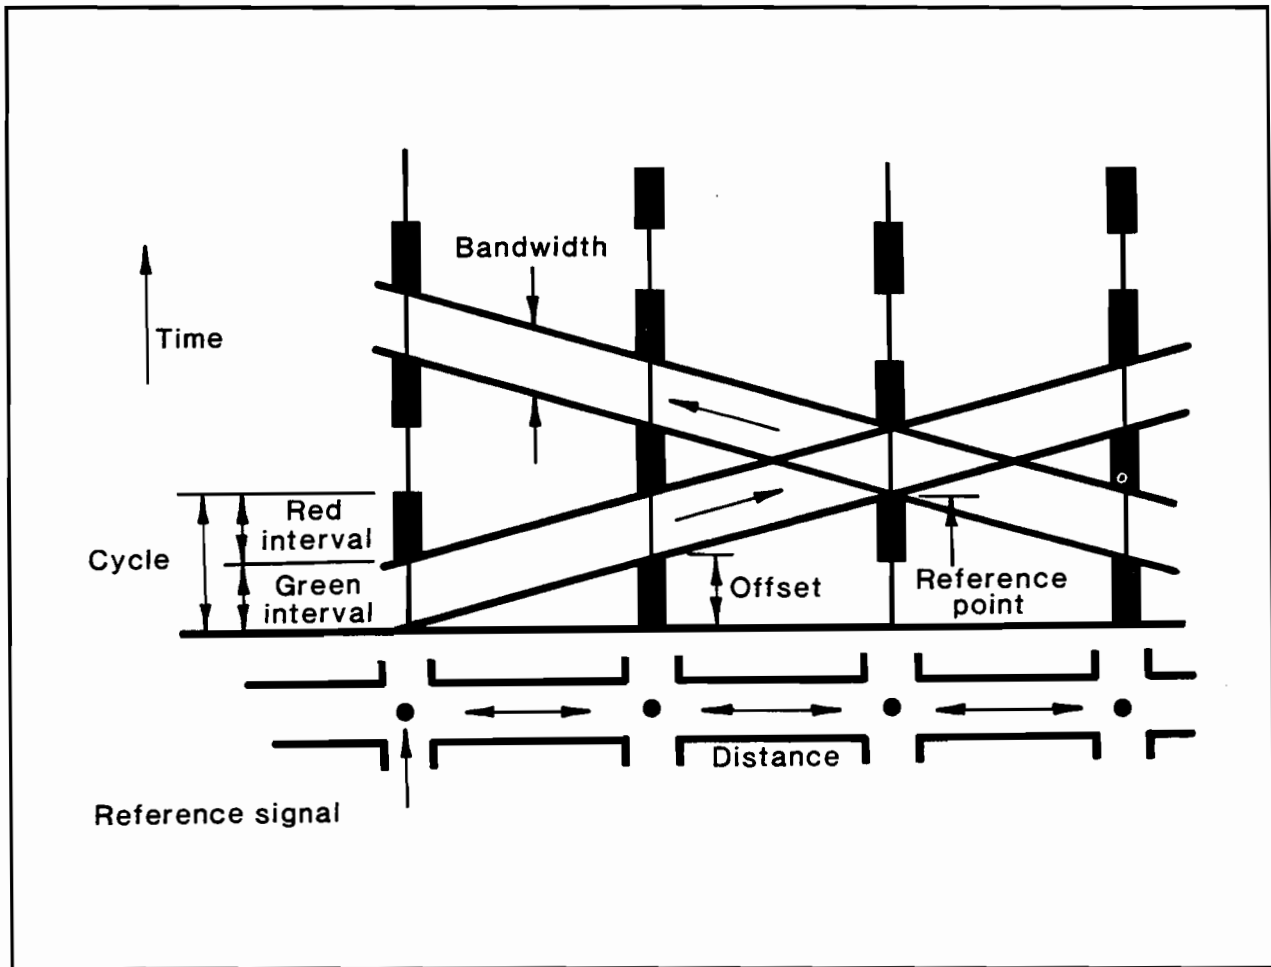 Bandwidth
Time
Red
interval
Cycle
Green
interval
Offset
Reference
point
Distance
Reference signal